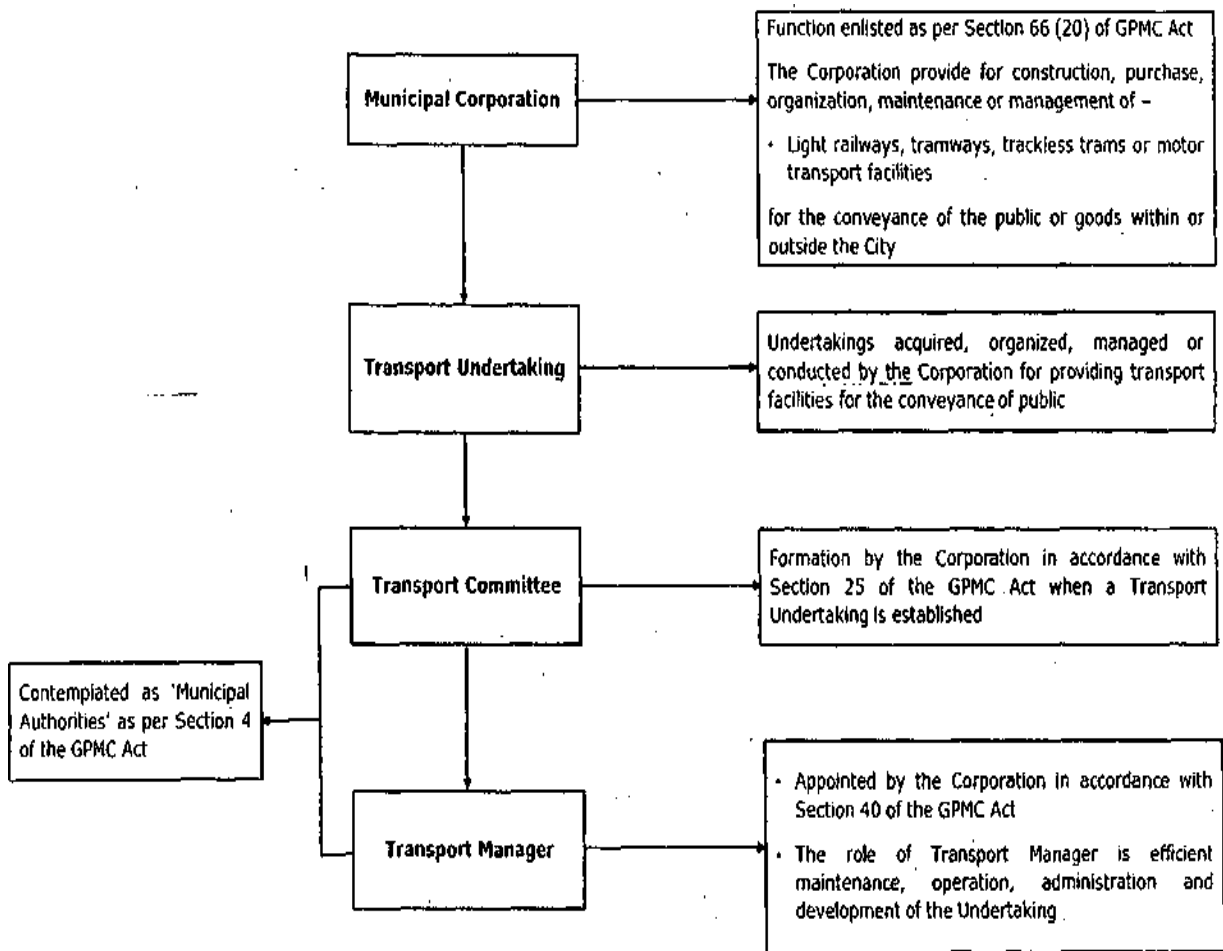 Municipal Corporation
Function enlisted as per Section 66 (20) of GPMC Act
The Corporation provide for construction, purchase,
organization, maintenance or management of –
• Light railways, tramways, trackless trams or motor
transport facilities
for the conveyance of the public or goods within or
outside the City
Transport Undertaking
Undertakings acquired, organized, managed or
conducted by the Corporation for providing transport
facilities for the conveyance of public
Transport Committee
Formation by the Corporation in accordance with
Section 25 of the GPMC Act when a Transport
Undertaking is established
Contemplated as 'Municipal
Authorities' as per Section 4
of the GPMC Act
Transport Manager
• Appointed by the Corporation in accordance with
Section 40 of the GPMC Act
• The role of Transport Manager is efficient
maintenance, operation, administration and
development of the Undertaking